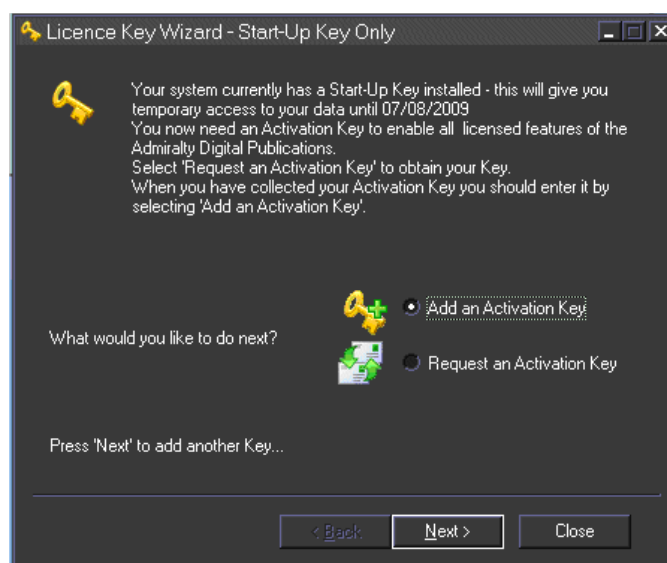 Licence Key Wizard - Start-Up Key Only
Your system currently has a Start-Up Key installed - this will give you
temporary access to your data until 07/08/2009
You now need an Activation Key to enable all licensed features of the
Admiralty Digital Publications.
Select 'Request an Activation Key' to obtain your Key.
When you have collected your Activation Key you should enter it by
selecting 'Add an Activation Key'.
Add an Activation Key
What would you like to do next?
Request an Activation Key
Press 'Next' to add another Key...
< Back
Next >
Close